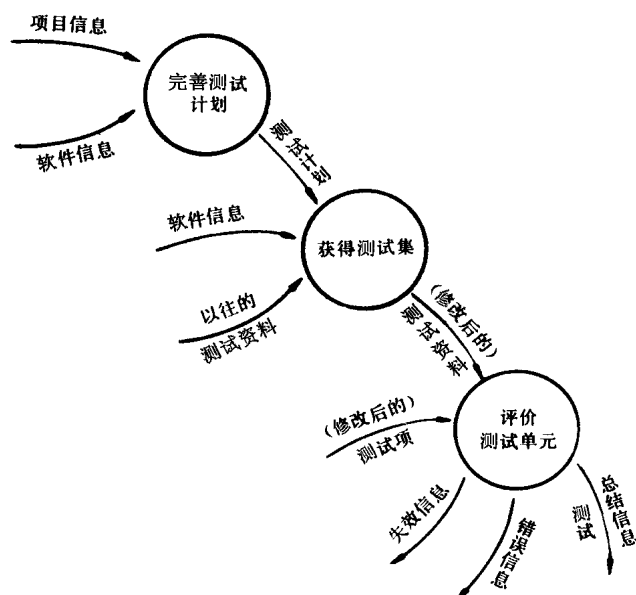 项目信息
完善测试
计划
软件信息
测试计划
软件信息
获得测试集
以往的
测试资料
(修改后的)
测试资料
(修改后的)
测试项
评价
测试单元
失效信息
错误信息
测试
总结信息